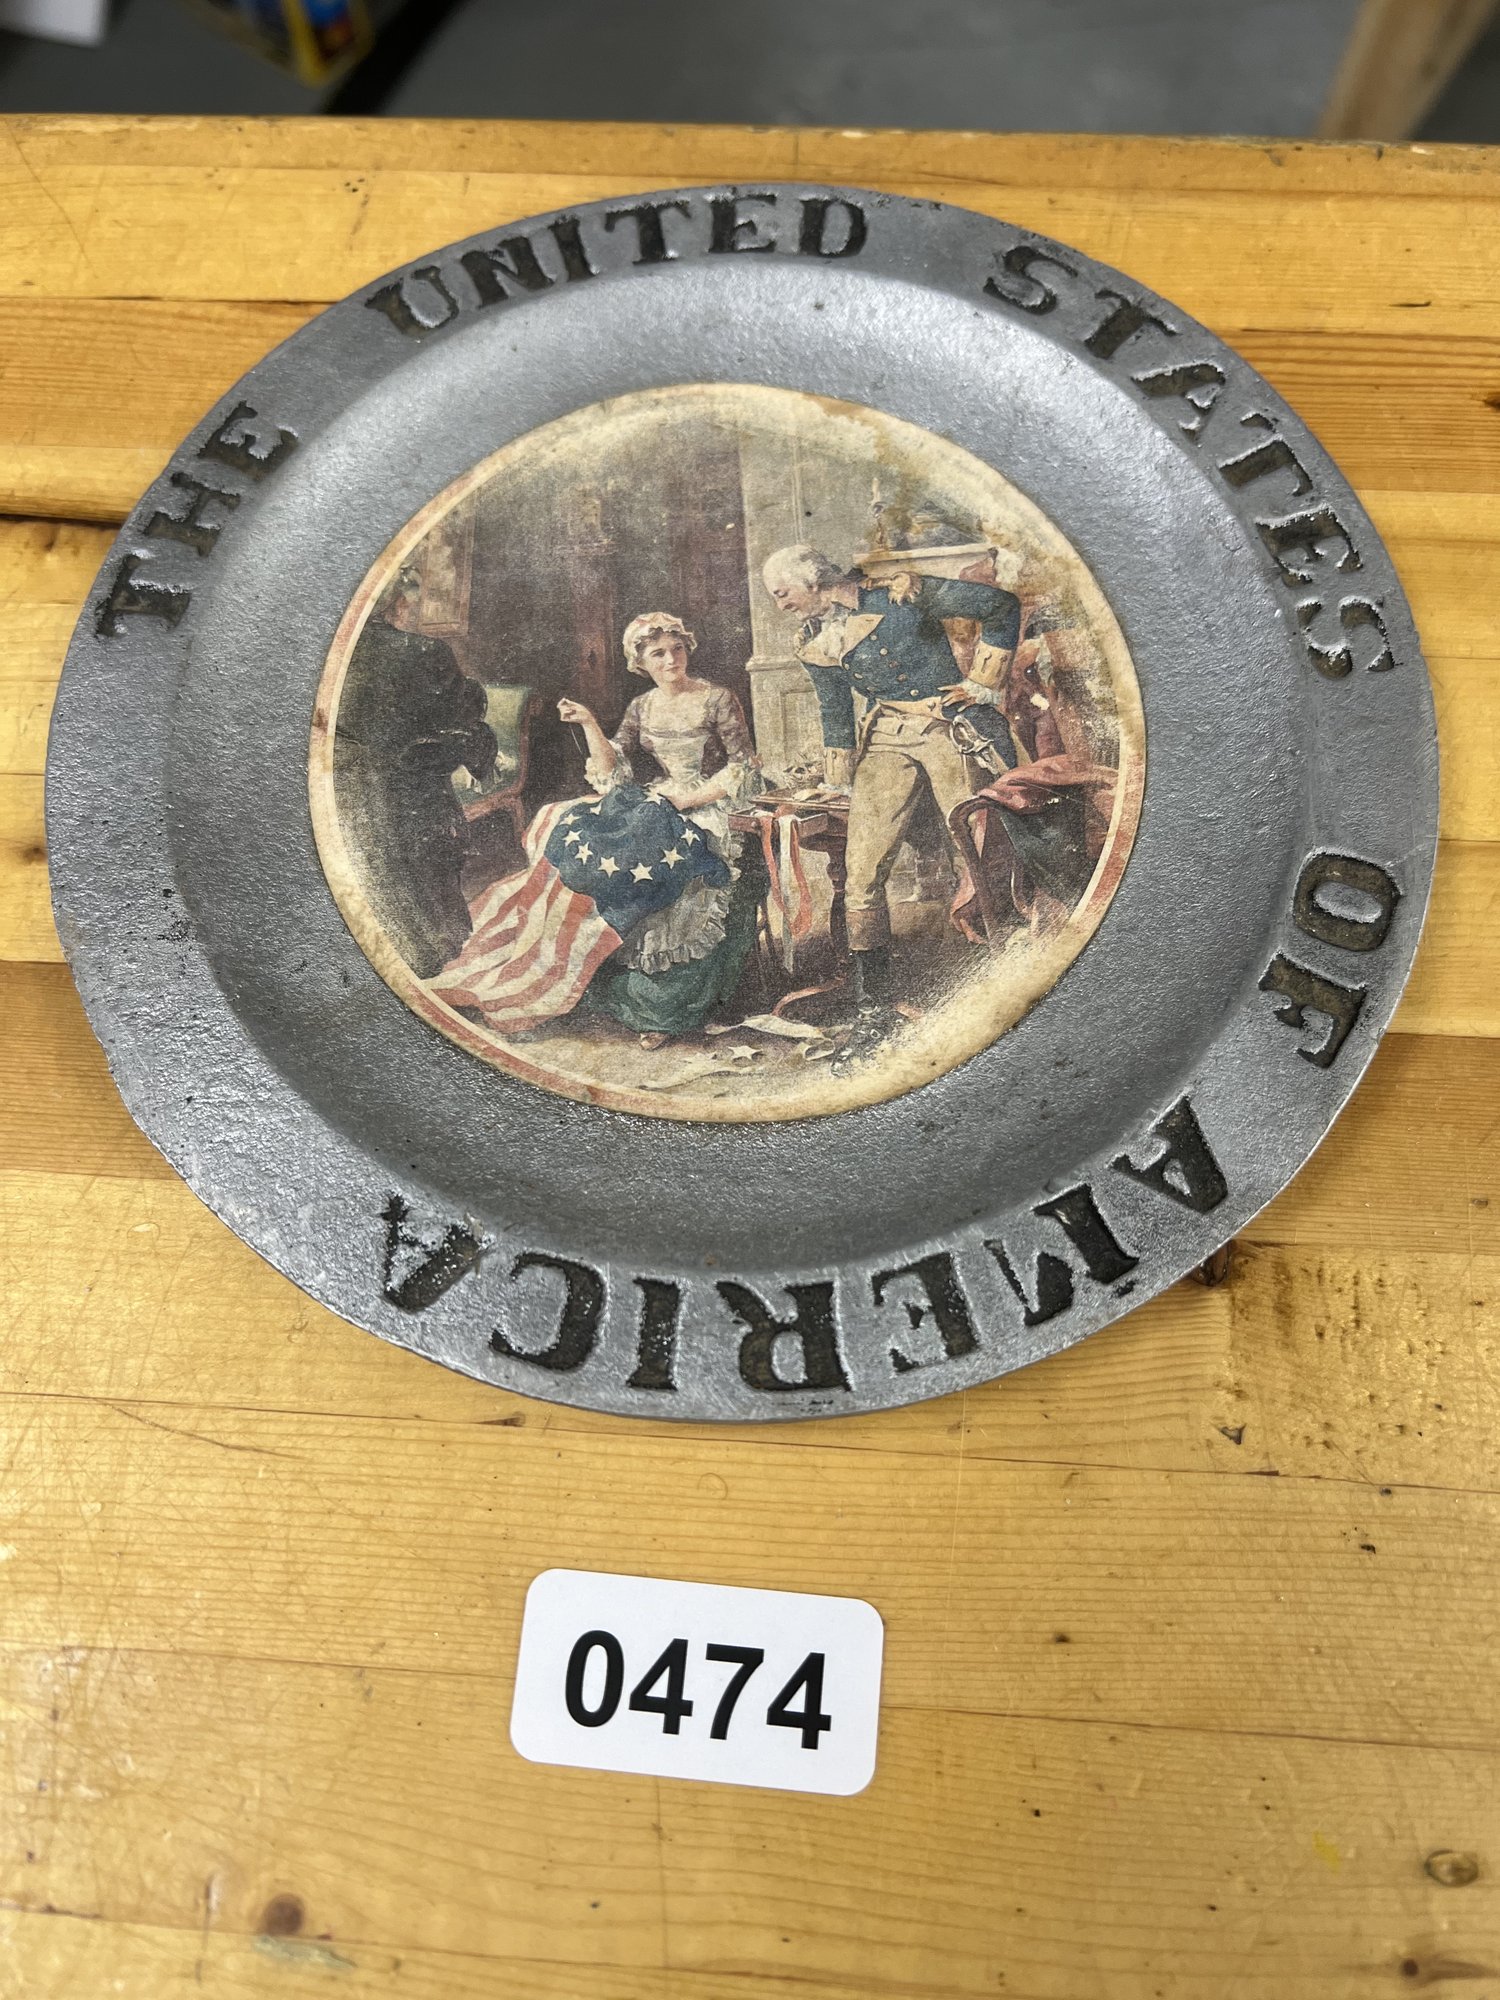 THE UNITED STATES OF AMERICA
0474